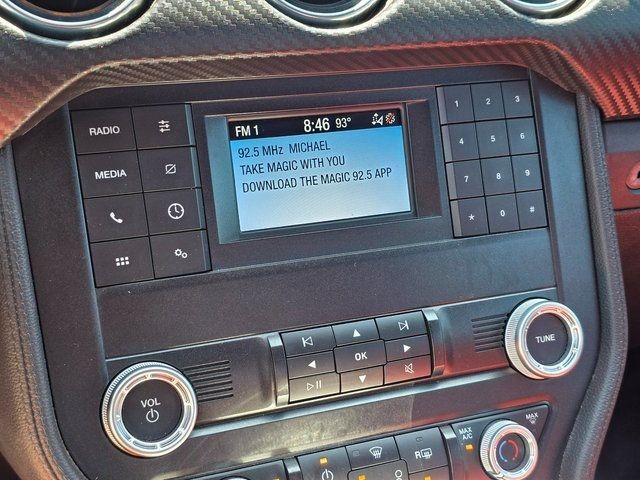 FM 1 8:46 93°
92.5 MHz MICHAEL
TAKE MAGIC WITH YOU
DOWNLOAD THE MAGIC 92.5 APP
RADIO
MEDIA
1 2 3
4 5 6
7 8 9
* 0 #
OK
VOL
TUNE
MAX
A/C
MAX
R